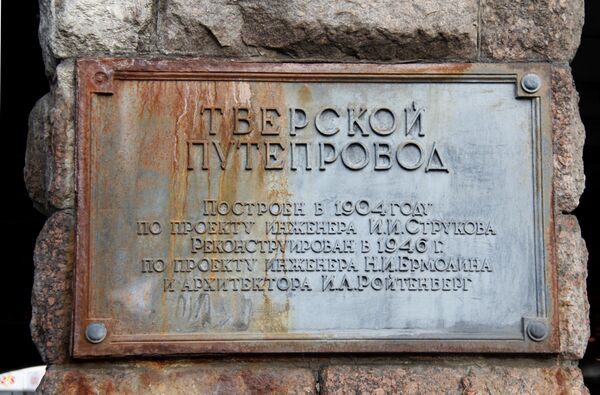 ТВЕРСКОЙ
ПУТЕПРОВОД
ПОСТРОЕН В 1904 ГОДУ
ПО ПРОЕКТУ ИНЖЕНЕРА И.И.СТРУКОВА
РЕКОНСТРУИРОВАН В 1946 Г.
ПО ПРОЕКТУ ИНЖЕНЕРА Н.И.ЕРМОЛИНА
И АРХИТЕКТОРА И.Л.РОЙТЕНБЕРГ